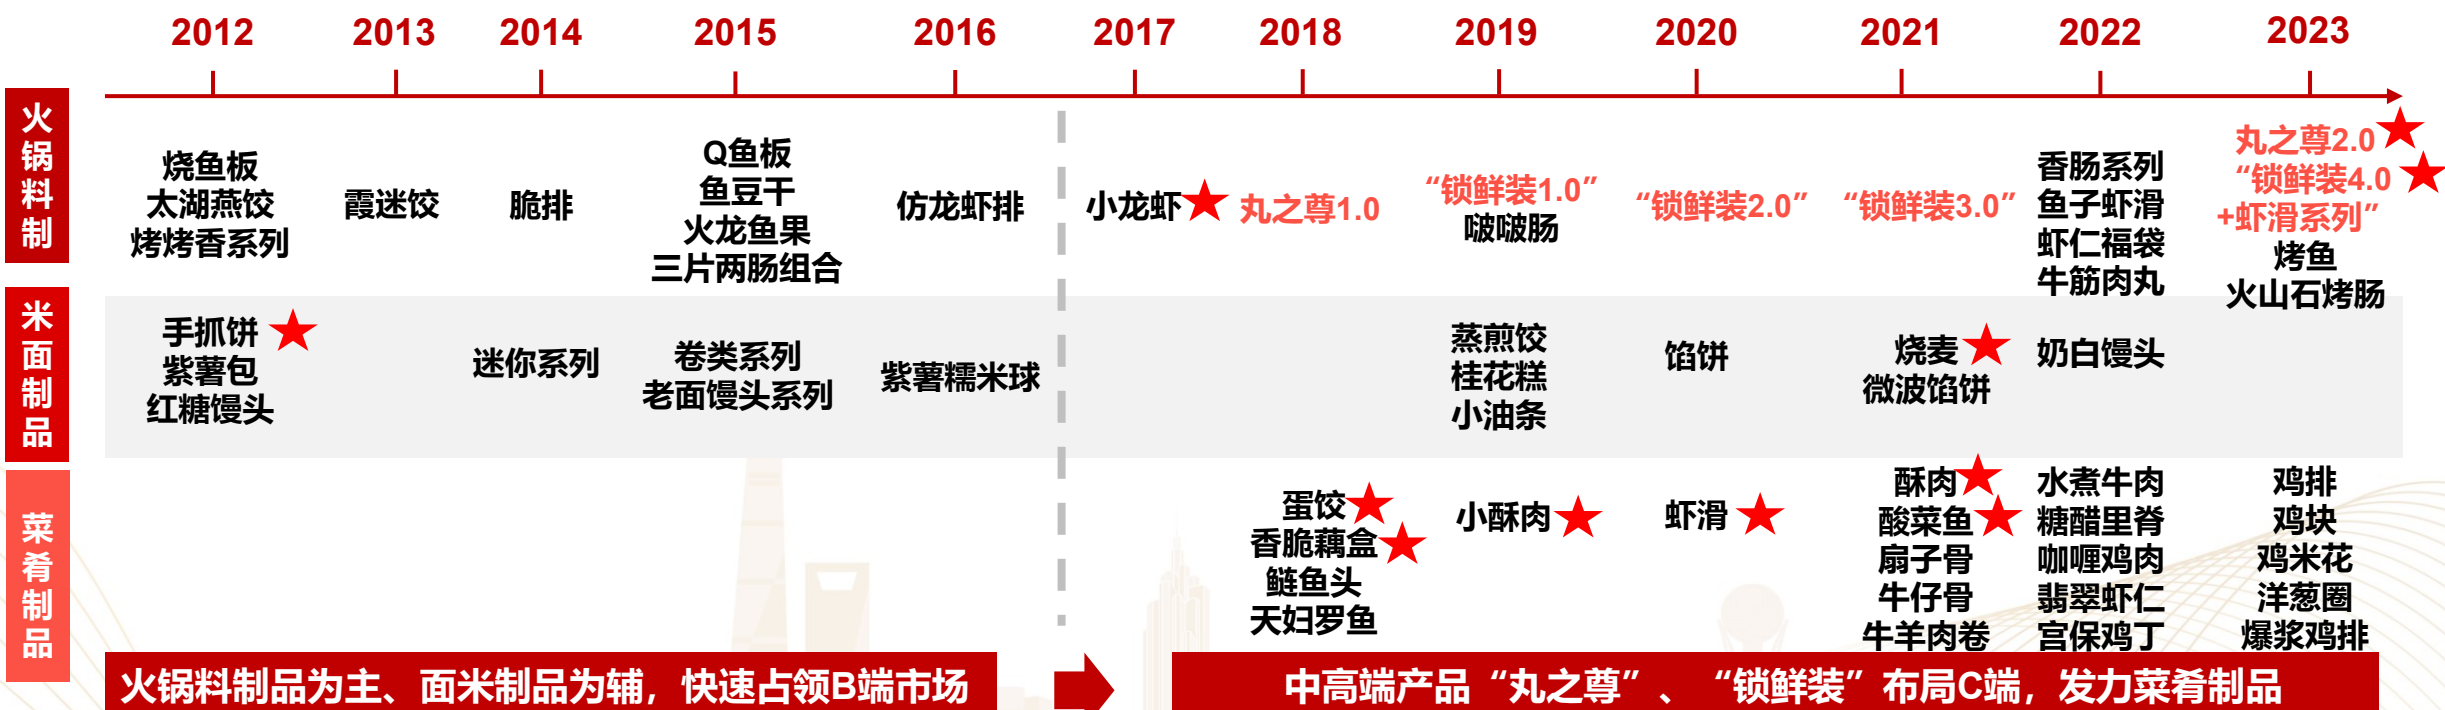 2012
2013
2014
2015
2016
2017
2018
2019
2020
2021
2022
2023
火锅料制
烧鱼板
太湖燕饺
烤烤香系列
霞迷饺
脆排
Q鱼板
鱼豆干
火龙鱼果
三片两肠组合
仿龙虾排
小龙虾
丸之尊1.0
“锁鲜装1.0”
啵啵肠
“锁鲜装2.0”
“锁鲜装3.0”
香肠系列
鱼子虾滑
虾仁福袋
牛筋肉丸
丸之尊2.0
“锁鲜装4.0
+虾滑系列”
烤鱼
火山石烤肠
米面制品
手抓饼
紫薯包
红糖馒头
迷你系列
卷类系列
老面馒头系列
紫薯糯米球
蒸煎饺
桂花糕
小油条
馅饼
烧麦
微波馅饼
奶白馒头
菜肴制品
蛋饺
香脆藕盒
鲢鱼头
天妇罗鱼
小酥肉
虾滑
酥肉
酸菜鱼
扇子骨
牛仔骨
牛羊肉卷
水煮牛肉
糖醋里脊
咖喱鸡肉
翡翠虾仁
宫保鸡丁
鸡排
鸡块
鸡米花
洋葱圈
爆浆鸡排
火锅料制品为主、面米制品为辅，快速占领B端市场
中高端产品“丸之尊”、“锁鲜装”布局C端，发力菜肴制品